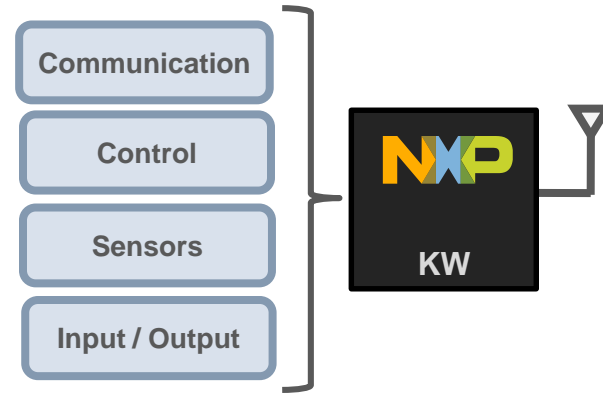 Communication
Control
Sensors
Input / Output
NXP
KW